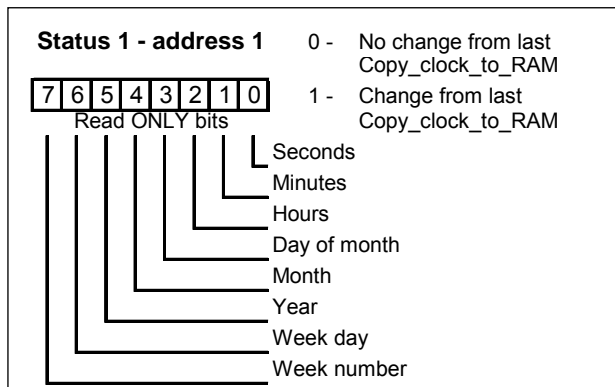 Status 1 - address 1
0 - No change from last
Copy_clock_to_RAM
7 6 5 4 3 2 1 0
1 - Change from last
Copy_clock_to_RAM
Read ONLY bits
Seconds
Minutes
Hours
Day of month
Month
Year
Week day
Week number